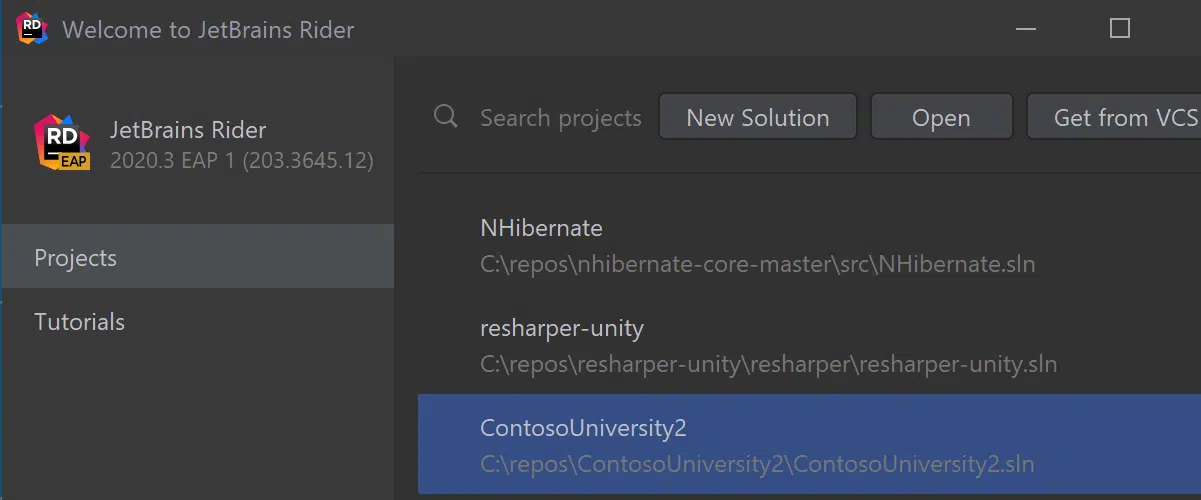 RD Welcome to JetBrains Rider
RD EAP
JetBrains Rider
2020.3 EAP 1 (203.3645.12)
Projects
Tutorials
Search projects New Solution Open Get from VCS
NHibernate
C:\repos\nhibernate-core-master\src\NHibernate.sln
resharper-unity
C:\repos\resharper-unity\resharper\resharper-unity.sln
ContosoUniversity2
C:\repos\ContosoUniversity2\ContosoUniversity2.sln